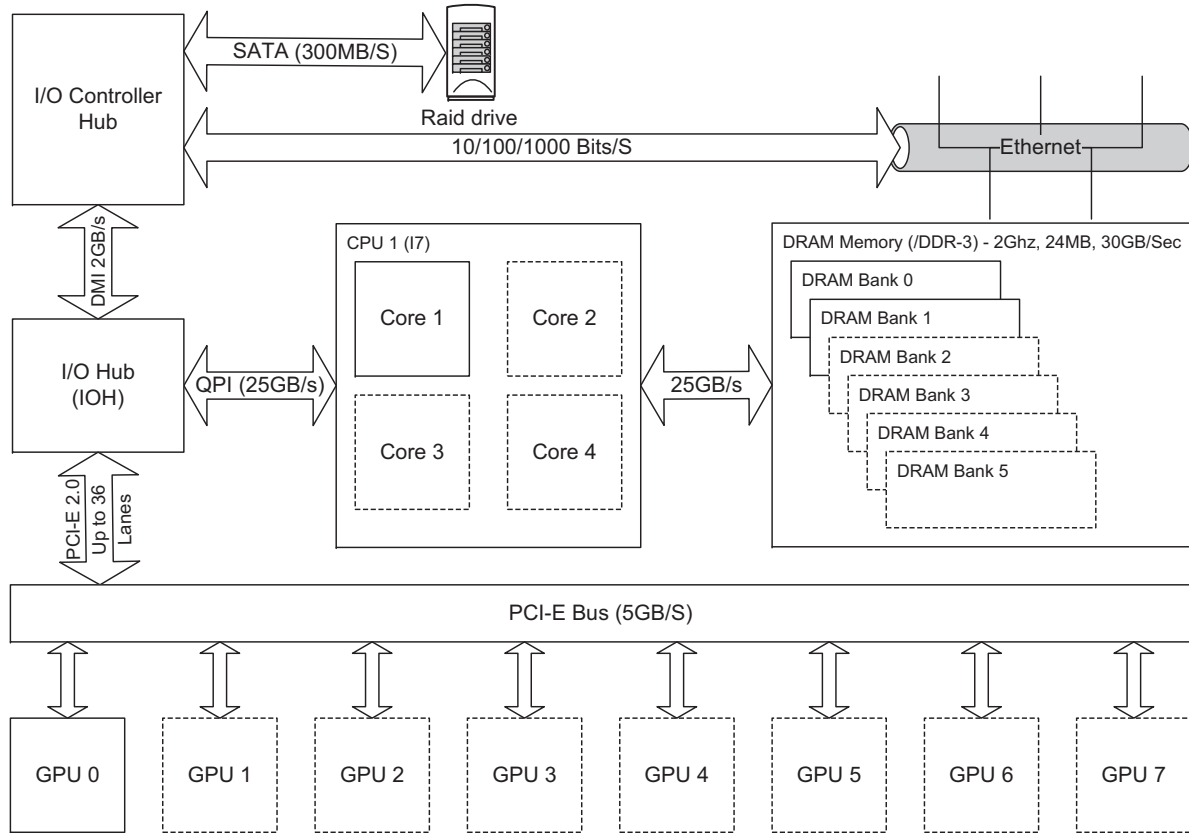 SATA (300MB/S)
I/O Controller
Hub
Raid drive
10/100/1000 Bits/S
Ethernet
DMI 2GB/s
CPU 1 (I7)
DRAM Memory (/DDR-3) - 2Ghz, 24MB, 30GB/Sec
DRAM Bank 0
Core 1
Core 2
DRAM Bank 1
DRAM Bank 2
I/O Hub
(IOH)
QPI (25GB/s)
25GB/s
DRAM Bank 3
DRAM Bank 4
Core 3
Core 4
DRAM Bank 5
PCI-E 2.0
Up to 36
Lanes
PCI-E Bus (5GB/S)
GPU 0
GPU 1
GPU 2
GPU 3
GPU 4
GPU 5
GPU 6
GPU 7